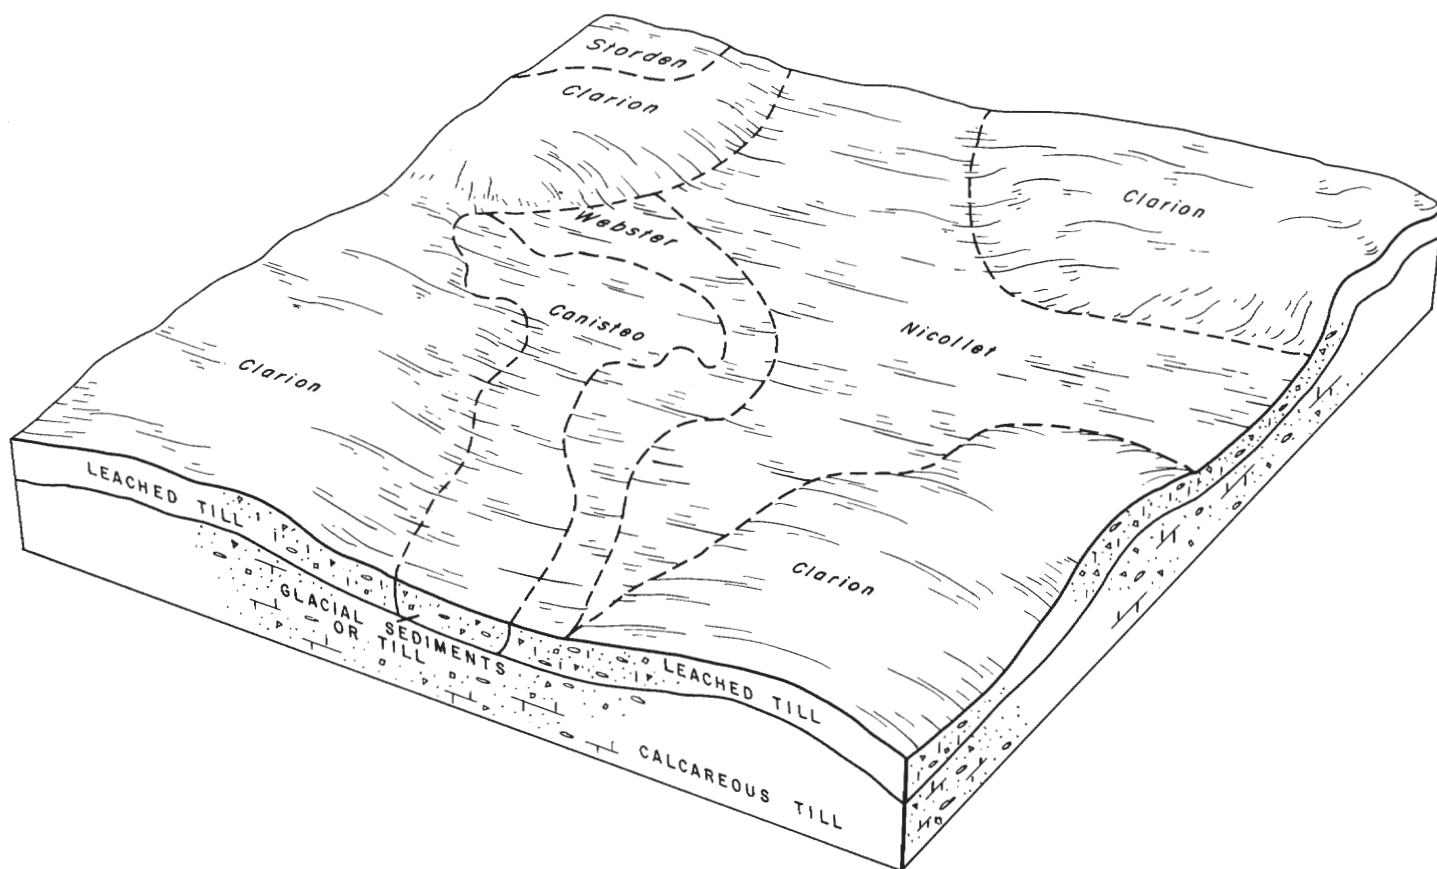 Storden
Clarion
Clarion
Webster
Canisteo
Nicollet
Clarion
Clarion
LEACHED
TILL
GLACIAL SEDIMENTS
OR TILL
LEACHED TILL
CALCAREOUS TILL